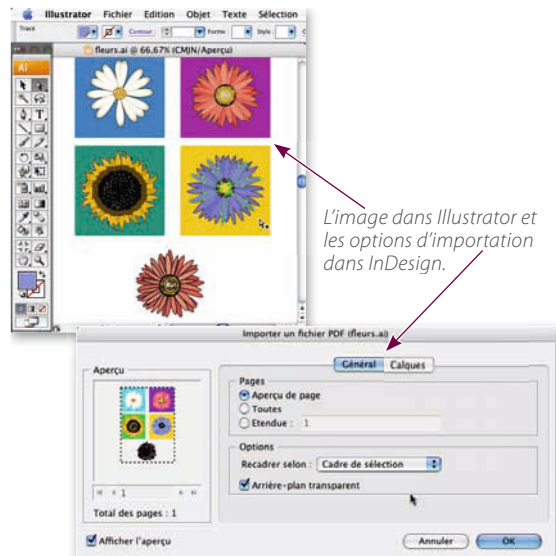 Illustrator Fichier Edition Objet Texte Sélection
Tracé Contour : Forme Style
fleurs.ai @ 66,67% (CMJN/Aperçu)
Ai
T
L'image dans Illustrator et
les options d'importation
dans InDesign.
Importer un fichier PDF (fleurs.ai)
Aperçu
1
Total des pages : 1
Afficher l'aperçu
Général Calques
Pages
Aperçu de page
Toutes
Etendue : 1
Options
Recadrer selon : Cadre de sélection
Arrière-plan transparent
Annuler OK